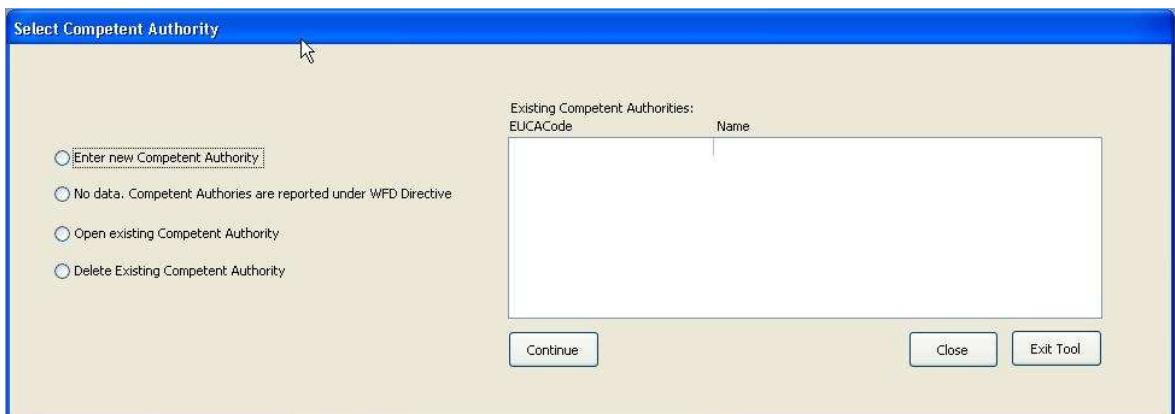 Select Competent Authority
Existing Competent Authorities:
EUCACode Name
Enter new Competent Authority
No data. Competent Authories are reported under WFD Directive
Open existing Competent Authority
Delete Existing Competent Authority
Continue Close Exit Tool